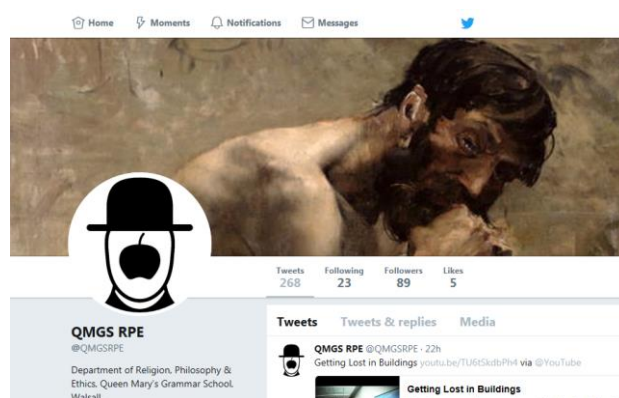 Home Moments Notifications Messages
Tweets Following Followers Likes
268 23 89 5
Tweets Tweets & replies Media
QMGS RPE
@QMGSRPE
Department of Religion, Philosophy &
Ethics, Queen Mary's Grammar School,
Walsall
QMGS RPE @QMGSRPE · 22h
Getting Lost in Buildings youtu.be/TU6tSkdbPh4 via @YouTube
Getting Lost in Buildings